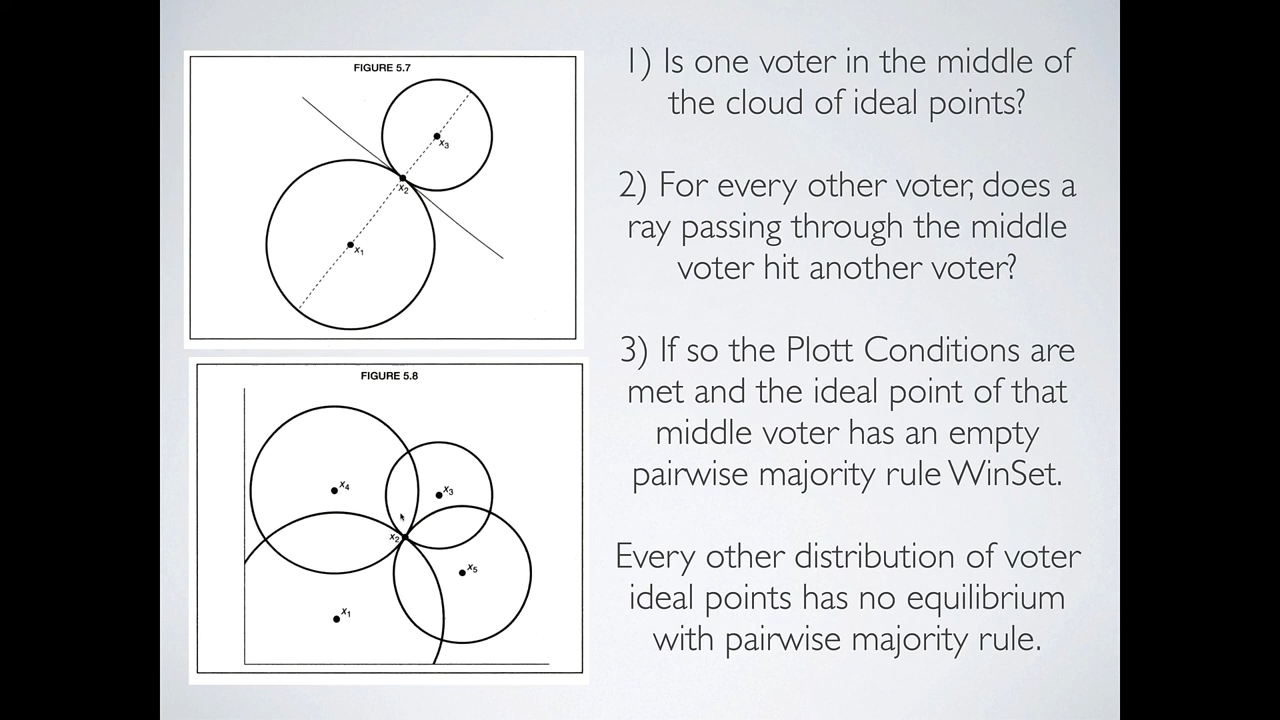 FIGURE 5.7
x3
x2
x1
FIGURE 5.8
x4
x3
x2
x5
x1
1) Is one voter in the middle of
the cloud of ideal points?
2) For every other voter, does a
ray passing through the middle
voter hit another voter?
3) If so the Plott Conditions are
met and the ideal point of that
middle voter has an empty
pairwise majority rule WinSet.
Every other distribution of voter
ideal points has no equilibrium
with pairwise majority rule.